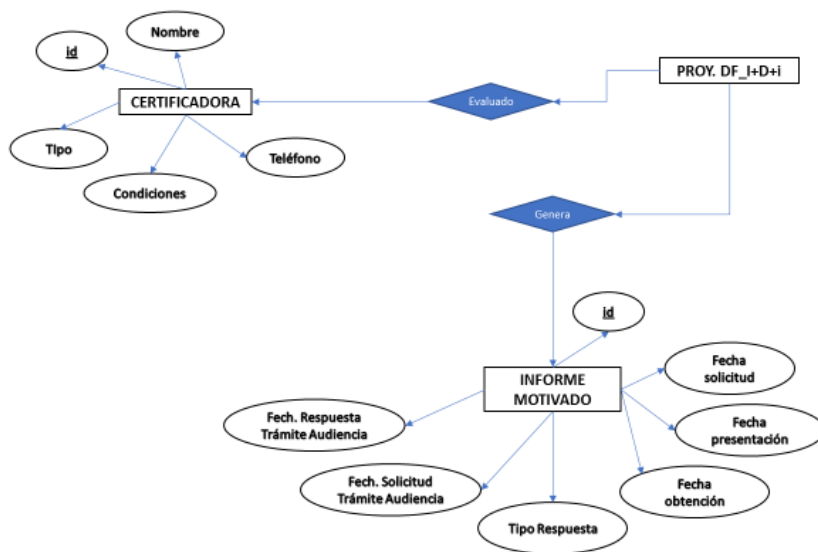 Nombre
id
PROY. DF_I+D+i
CERTIFICADORA
Evaluado
Tipo
Teléfono
Condiciones
Genera
id
INFORME
MOTIVADO
Fecha
solicitud
Fech. Respuesta
Trámite Audiencia
Fecha
presentación
Fech. Solicitud
Trámite Audiencia
Fecha
obtención
Tipo Respuesta